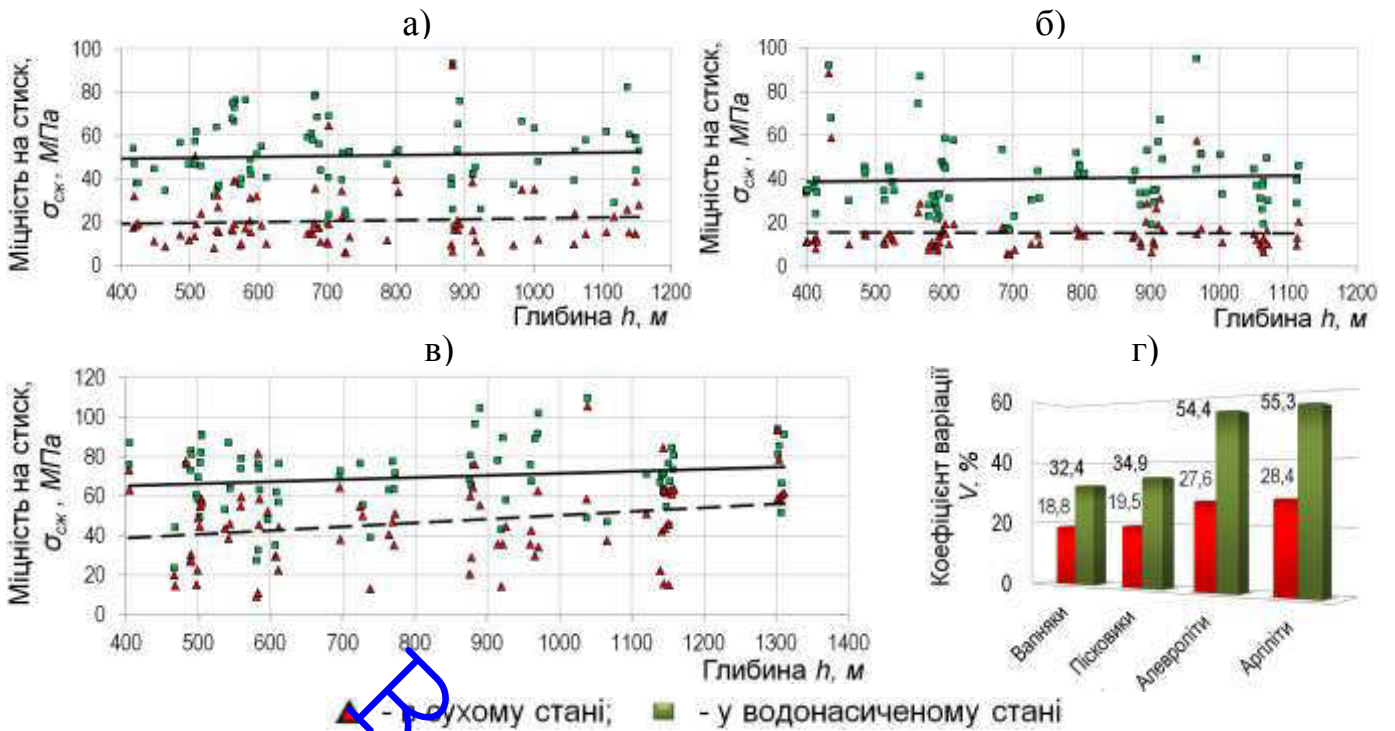 а)
Міцність на стиск,
σсж , МПа
100
80
60
40
20
0
400 500 600 700 800 900 1000 1100 1200
Глибина h, м
б)
Міцність на стиск,
σсж , МПа
100
80
60
40
20
0
400 500 600 700 800 900 1000 1100 1200
Глибина h, м
в)
Міцність на стиск,
σсж , МПа
120
100
80
60
40
20
0
400 500 600 700 800 900 1000 1100 1200 1300 1400
Глибина h, м
г)
Коефіцієнт варіації
V, %
60
40
20
0
18,8 32,4
19,5 34,9
27,6 54,4
28,4 55,3
Вапняки
Пісковики
Алевроліти
Аргіліти
- в сухому стані; - у водонасиченому стані